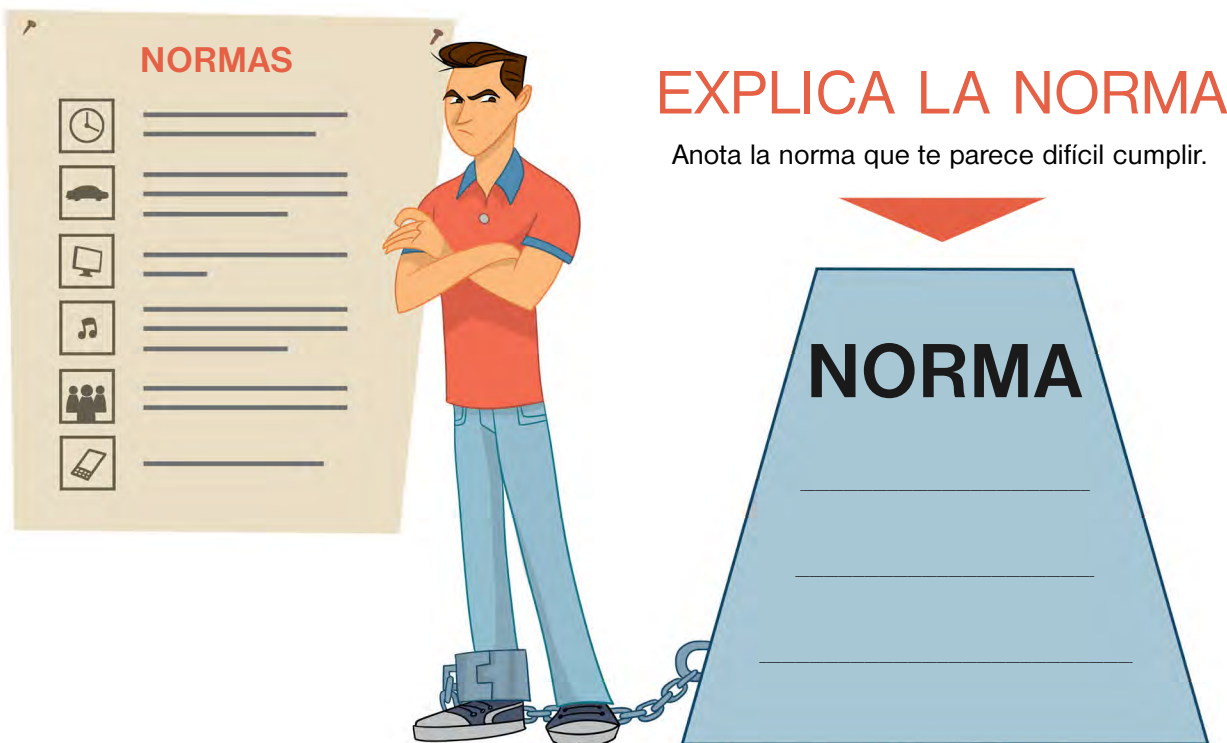 NORMAS
EXPLICA LA NORMA
Anota la norma que te parece difícil cumplir.
NORMA